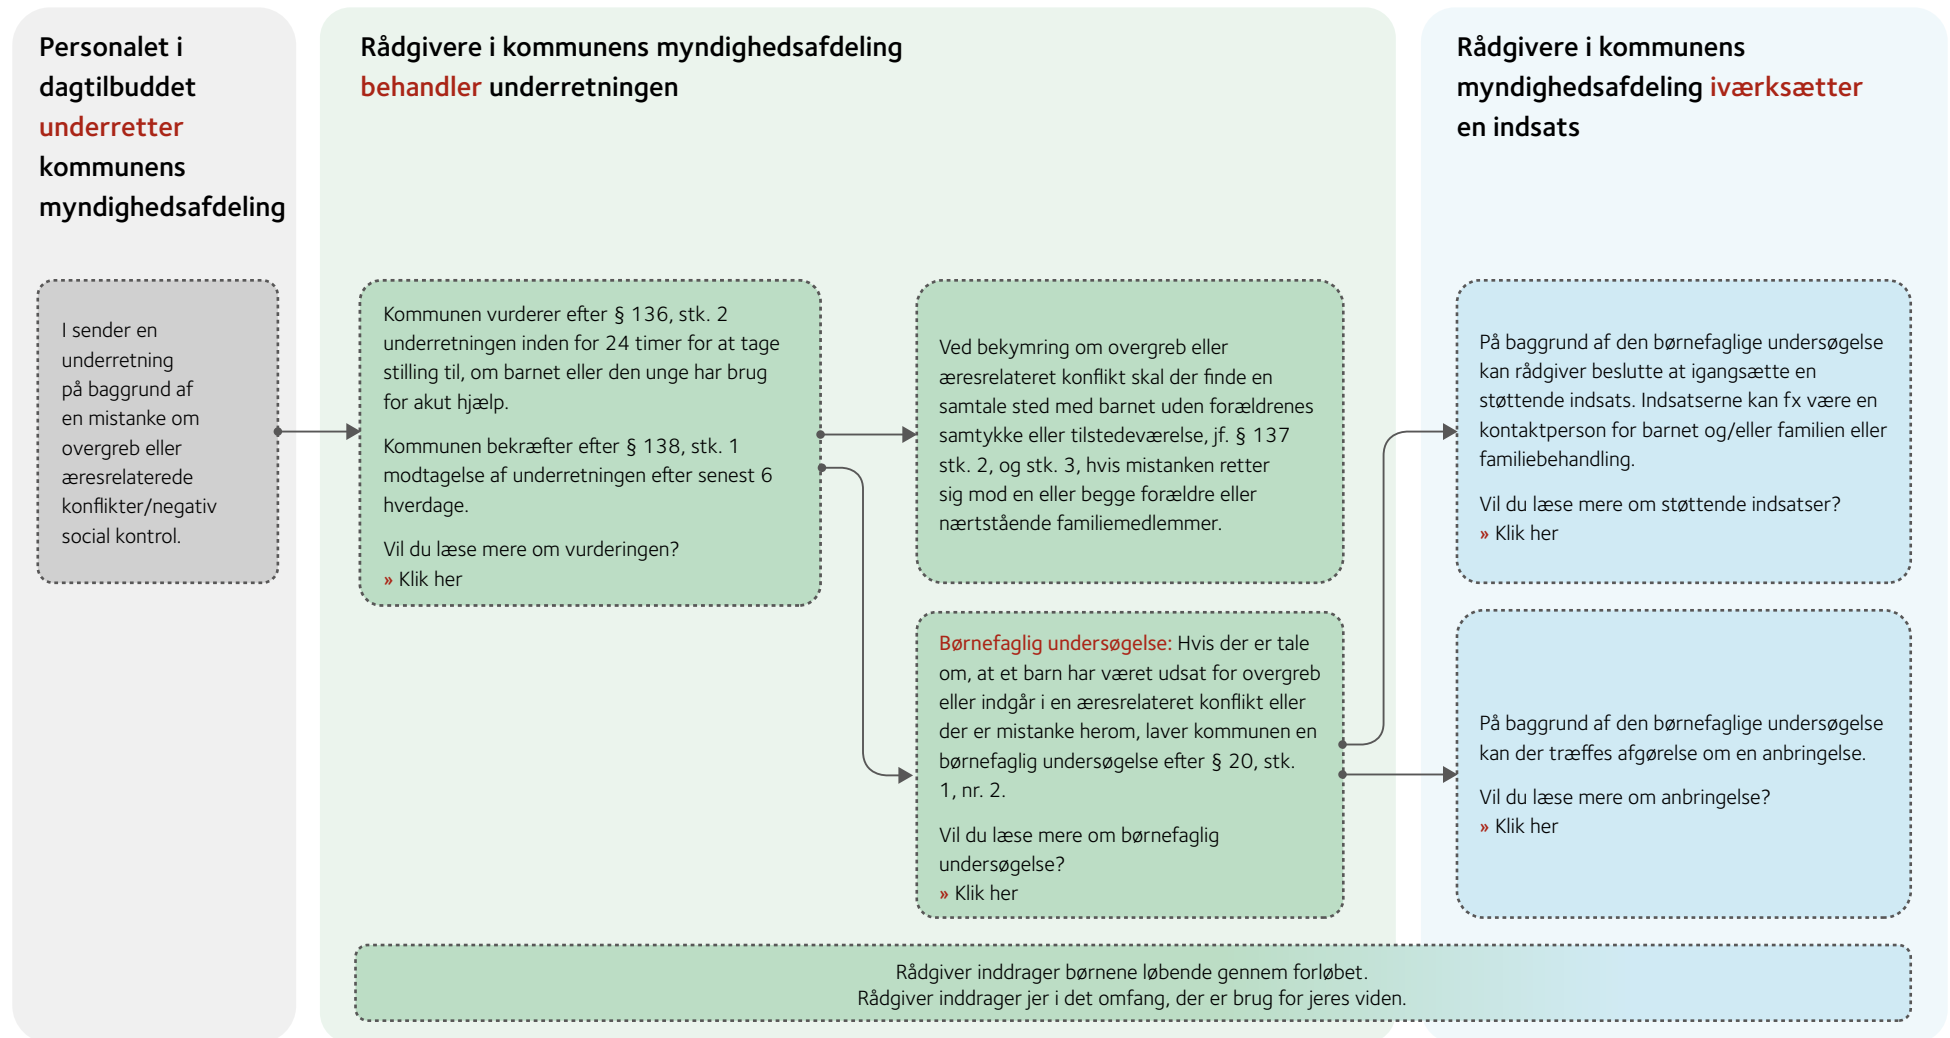 Personalet i
dagtilbuddet
underretter
kommunens
myndighedsafdeling
Rådgivere i kommunens myndighedsafdeling
behandler underretningen
Rådgivere i kommunens
myndighedsafdeling iværksætter
en indsats
I sender en
underretning
på baggrund af
en mistanke om
overgreb eller
æresrelaterede
konflikter/negativ
social kontrol.
Kommunen vurderer efter § 136, stk. 2
underretningen inden for 24 timer for at tage
stilling til, om barnet eller den unge har brug
for akut hjælp.
Kommunen bekræfter efter § 138, stk. 1
modtagelse af underretningen efter senest 6
hverdage.
Vil du læse mere om vurderingen?
» Klik her
Ved bekymring om overgreb eller
æresrelateret konflikt skal der finde en
samtale sted med barnet uden forældrenes
samtykke eller tilstedeværelse, jf. § 137
stk. 2, og stk. 3, hvis mistanken retter
sig mod en eller begge forældre eller
nærtstående familiemedlemmer.
Børnefaglig undersøgelse: Hvis der er tale
om, at et barn har været udsat for overgreb
eller indgår i en æresrelateret konflikt eller
der er mistanke herom, laver kommunen en
børnefaglig undersøgelse efter § 20, stk.
1, nr. 2.
Vil du læse mere om børnefaglig
undersøgelse?
» Klik her
På baggrund af den børnefaglige undersøgelse
kan rådgiver beslutte at igangsætte en
støttende indsats. Indsatserne kan fx være en
kontaktperson for barnet og/eller familien eller
familiebehandling.
Vil du læse mere om støttende indsatser?
» Klik her
På baggrund af den børnefaglige undersøgelse
kan der træffes afgørelse om en anbringelse.
Vil du læse mere om anbringelse?
» Klik her
Rådgiver inddrager børnene løbende gennem forløbet.
Rådgiver inddrager jer i det omfang, der er brug for jeres viden.